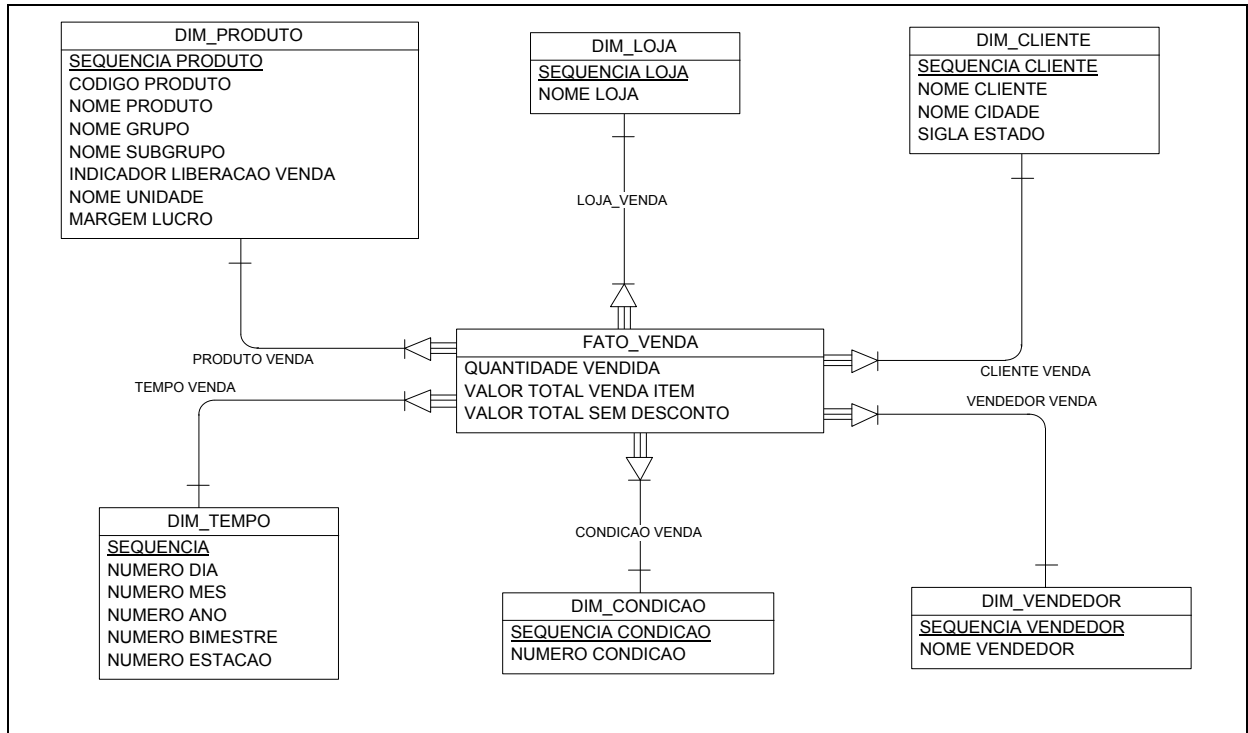 DIM_PRODUTO
SEQUENCIA PRODUTO
CODIGO PRODUTO
NOME PRODUTO
NOME GRUPO
NOME SUBGRUPO
INDICADOR LIBERACAO VENDA
NOME UNIDADE
MARGEM LUCRO
DIM_LOJA
SEQUENCIA LOJA
NOME LOJA
DIM_CLIENTE
SEQUENCIA CLIENTE
NOME CLIENTE
NOME CIDADE
SIGLA ESTADO
LOJA_VENDA
PRODUTO VENDA
TEMPO VENDA
FATO_VENDA
QUANTIDADE VENDIDA
VALOR TOTAL VENDA ITEM
VALOR TOTAL SEM DESCONTO
CLIENTE VENDA
VENDEDOR VENDA
CONDICAO VENDA
DIM_TEMPO
SEQUENCIA
NUMERO DIA
NUMERO MES
NUMERO ANO
NUMERO BIMESTRE
NUMERO ESTACAO
DIM_CONDICAO
SEQUENCIA CONDICAO
NUMERO CONDICAO
DIM_VENDEDOR
SEQUENCIA VENDEDOR
NOME VENDEDOR